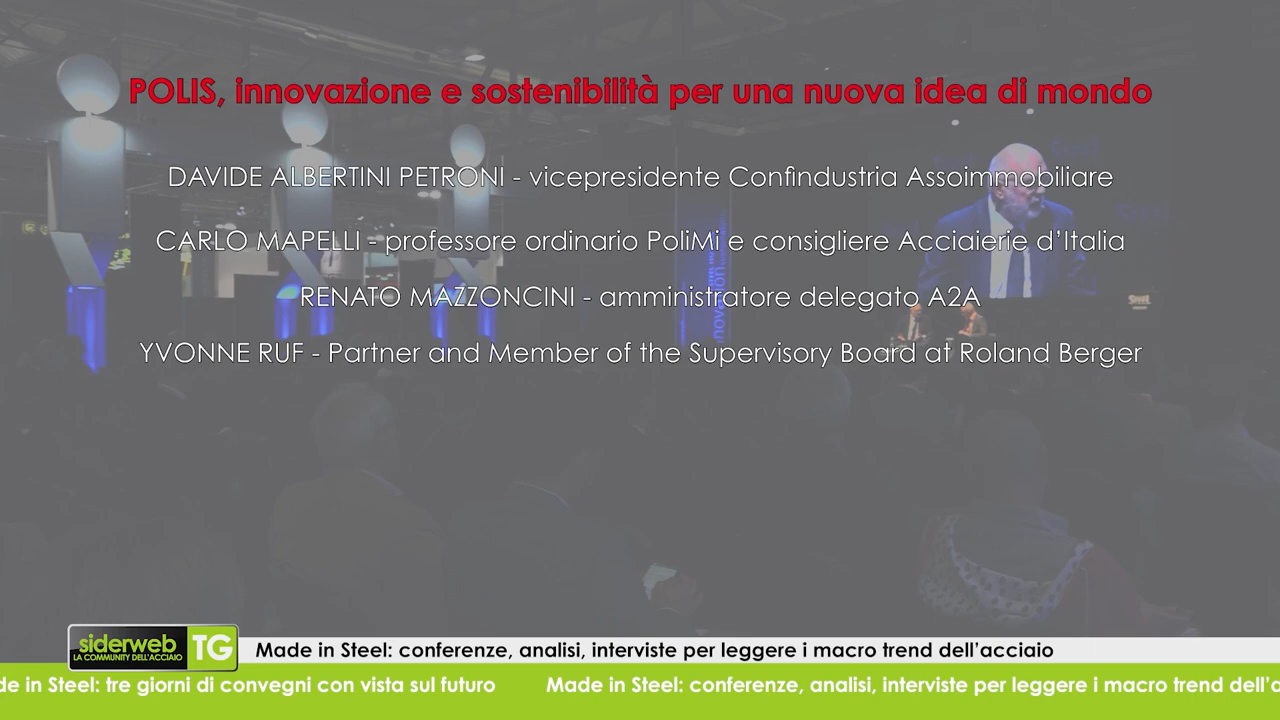 POLIS, innovazione e sostenibilità per una nuova idea di mondo
DAVIDE ALBERTINI PETRONI - vicepresidente Confindustria Assoimmobiliare
CARLO MAPELLI - professore ordinario PoliMi e consigliere Acciaierie d'Italia
RENATO MAZZONCINI - amministratore delegato A2A
YVONNE RUF - Partner and Member of the Supervisory Board at Roland Berger
siderweb
LA COMMUNITY DELL'ACCIAIO
TG
Made in Steel: conferenze, analisi, interviste per leggere i macro trend dell'acciaio
de in Steel: tre giorni di convegni con vista sul futuro Made in Steel: conferenze, analisi, interviste per leggere i macro trend dell'a